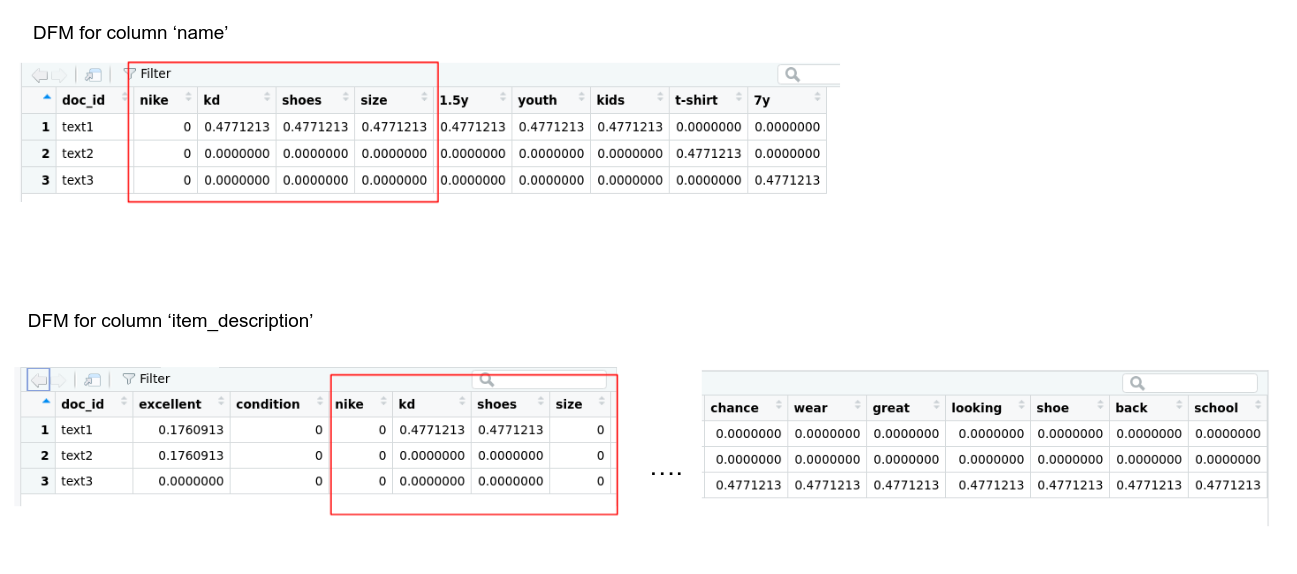 DFM for column ‘name’
Filter
doc_id nike kd shoes size 1.5y youth kids t-shirt 7y
1 text1 0 0.4771213 0.4771213 0.4771213 0.4771213 0.4771213 0.4771213 0.0000000 0.0000000
2 text2 0 0.0000000 0.0000000 0.0000000 0.0000000 0.0000000 0.0000000 0.4771213 0.0000000
3 text3 0 0.0000000 0.0000000 0.0000000 0.0000000 0.0000000 0.0000000 0.0000000 0.4771213
DFM for column ‘item_description’
Filter
doc_id excellent condition nike kd shoes size
1 text1 0.1760913 0 0 0.4771213 0.4771213 0
2 text2 0.1760913 0 0 0.0000000 0.0000000 0
3 text3 0.0000000 0 0 0.0000000 0.0000000 0
....
chance wear great looking shoe back school
0.0000000 0.0000000 0.0000000 0.0000000 0.0000000 0.0000000 0.0000000
0.0000000 0.0000000 0.0000000 0.0000000 0.0000000 0.0000000 0.0000000
0.4771213 0.4771213 0.4771213 0.4771213 0.4771213 0.4771213 0.4771213